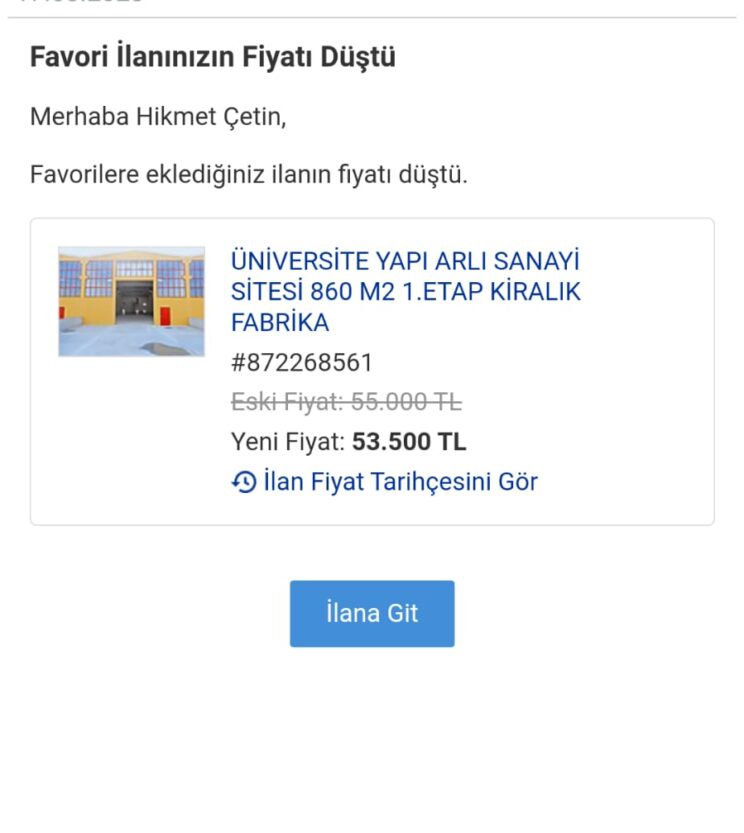 Favori İlanınızın Fiyatı Düştü
Merhaba Hikmet Çetin,
Favorilere eklediğiniz ilanın fiyatı düştü.
ÜNİVERSİTE YAPI ARLI SANAYİ
SİTESİ 860 M2 1.ETAP KİRALIK
FABRİKA
#872268561
Eski Fiyat: 55.000 TL
Yeni Fiyat: 53.500 TL
İlan Fiyat Tarihçesini Gör
İlana Git